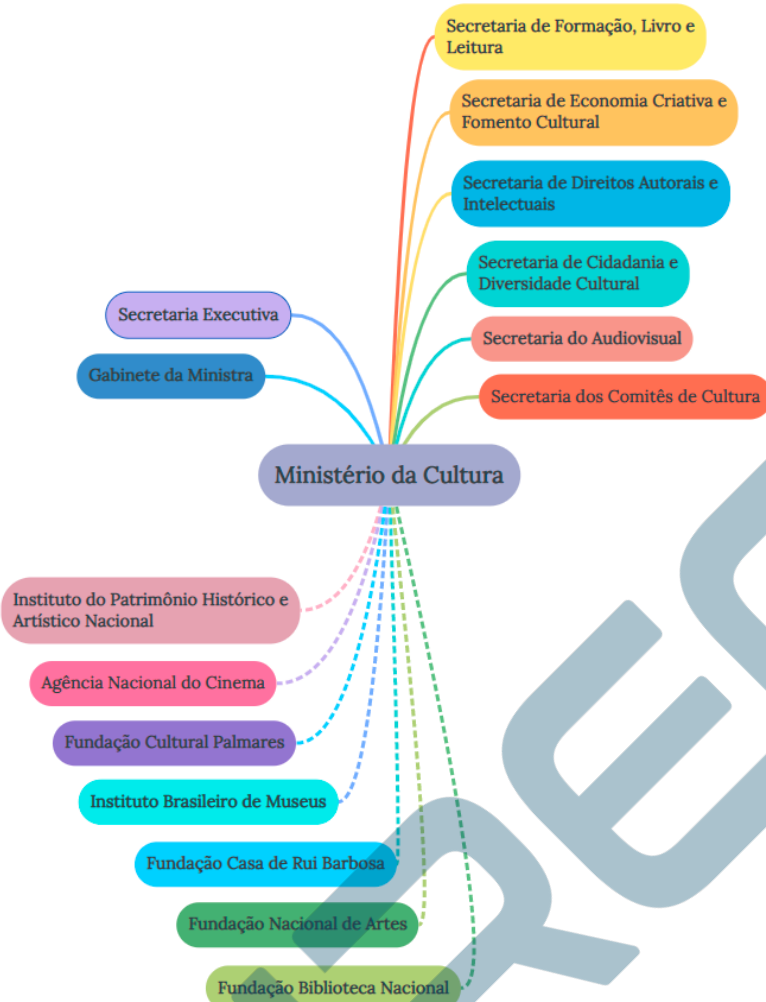 Secretaria de Formação, Livro e
Leitura
Secretaria de Economia Criativa e
Fomento Cultural
Secretaria de Direitos Autorais e
Intelectuais
Secretaria de Cidadania e
Diversidade Cultural
Secretaria Executiva
Secretaria do Audiovisual
Gabinete da Ministra
Secretaria dos Comitês de Cultura
Ministério da Cultura
Instituto do Patrimônio Histórico e
Artístico Nacional
Agência Nacional do Cinema
Fundação Cultural Palmares
Instituto Brasileiro de Museus
Fundação Casa de Rui Barbosa
Fundação Nacional de Artes
Fundação Biblioteca Nacional